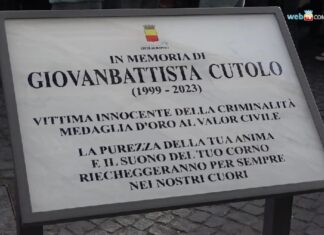 IN MEMORIA DI
GIOVANBATTISTA CUTOLO
(1999 - 2023)
VITTIMA INNOCENTE DELLA CRIMINALITÀ
MEDAGLIA D'ORO AL VALOR CIVILE
LA PUREZZA DELLA TUA ANIMA
E IL SUONO DEL TUO CORNO
RIECHEGGERANNO PER SEMPRE
NEI NOSTRI CUORI